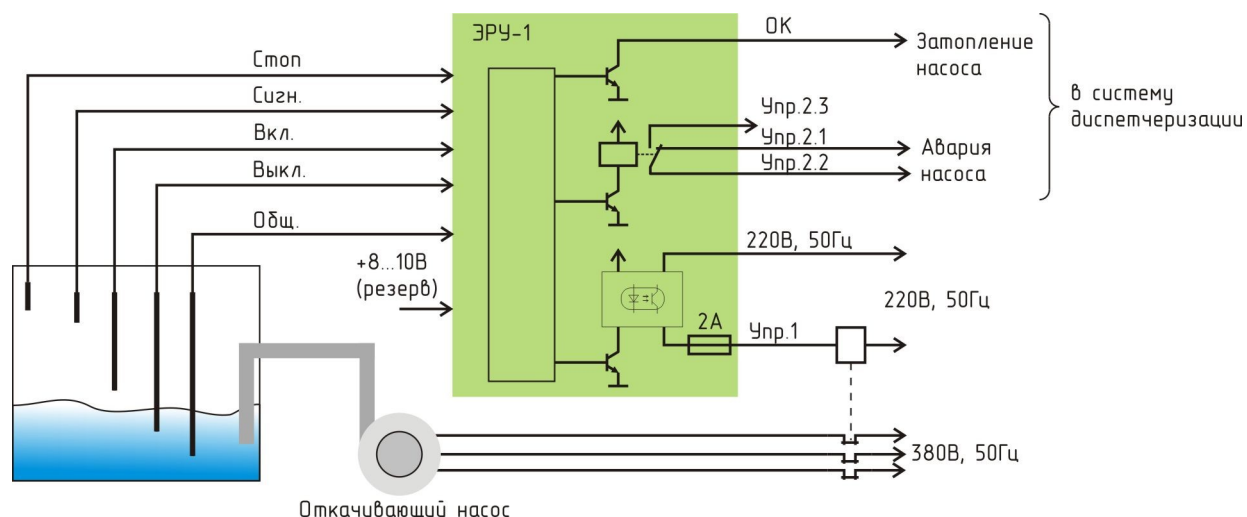 ЭРУ-1
ОК
Затопление
насоса
Стоп
Сигн.
Вкл.
Выкл.
Общ.
+8...10В
(резерв)
Упр.2.3
Упр.2.1
Упр.2.2
Авария
насоса
в систему
диспетчеризации
220В, 50Гц
220В, 50Гц
2А
Упр.1
380В, 50Гц
Откачивающий насос